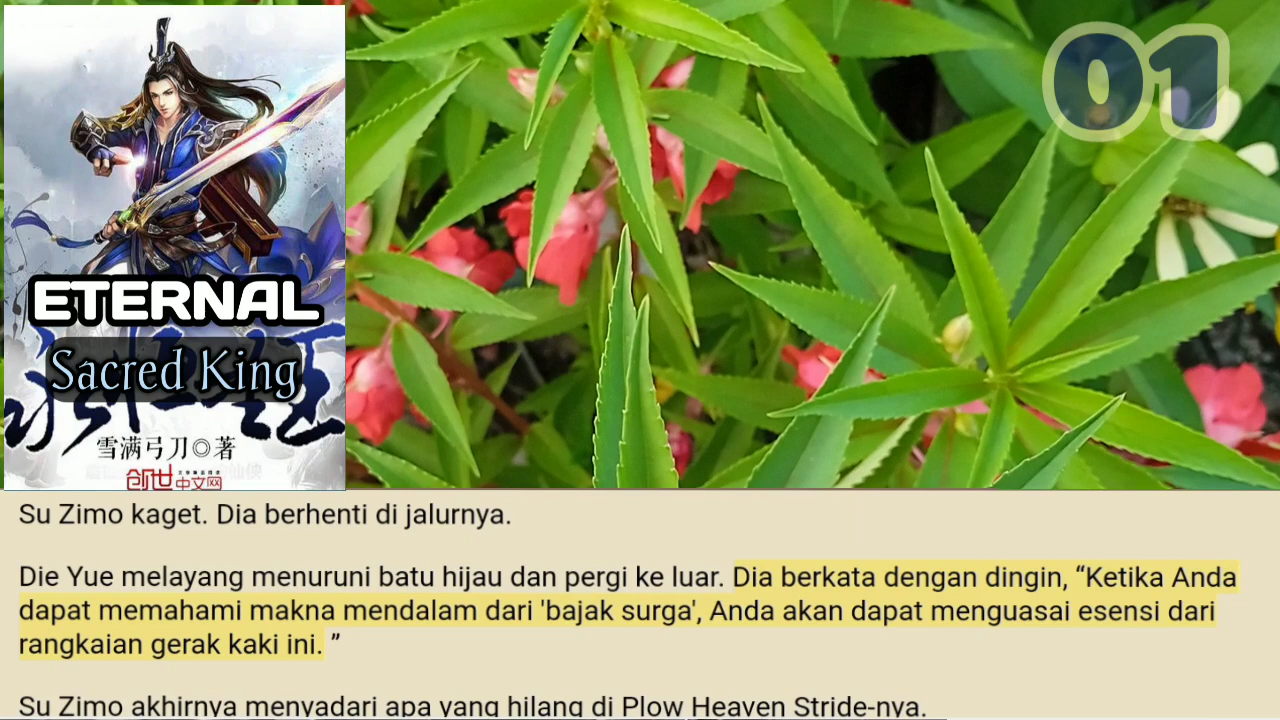 01
ETERNAL
Sacred King
雪满弓刀◎著
创世中文网
Su Zimo kaget. Dia berhenti di jalurnya.
Die Yue melayang menuruni batu hijau dan pergi ke luar. Dia berkata dengan dingin, “Ketika Anda
dapat memahami makna mendalam dari 'bajak surga', Anda akan dapat menguasai esensi dari
rangkaian gerak kaki ini. ”
Su Zimo akhirnya menyadari apa yang hilang di Plow Heaven Stride-nya.